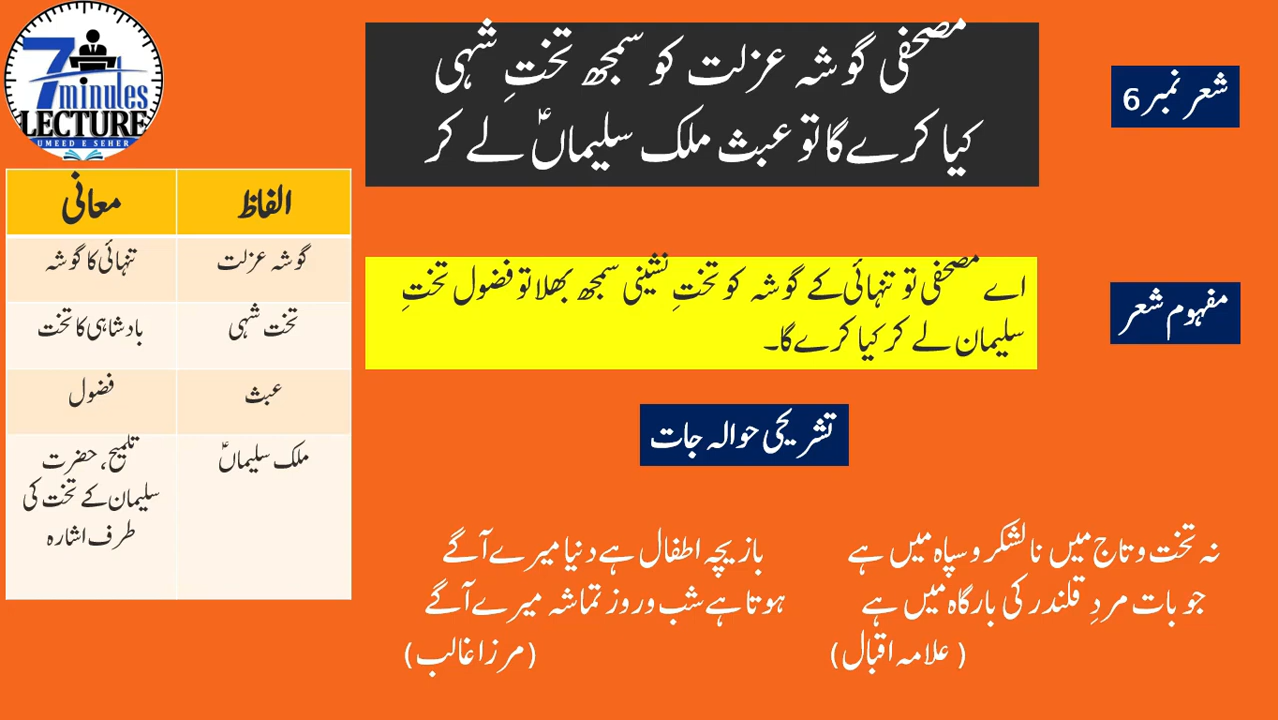 7
minutes
LECTURE
UMEED E SEHER
شعر نمبر 6
مصحفی گوشہ عزلت کو سمجھ تختِ شہی
کیا کرے گا تو عبث ملک سلیماںؑ لے کر
مفہوم شعر
اے مصحفی تو تنہائی کے گوشہ کو تختِ نشینی سمجھ بھلا تو فضول تختِ
سلیمان لے کر کیا کرے گا۔
الفاظ معانی
گوشہ عزلت تنہائی کا گوشہ
تخت شہی بادشاہی کا تخت
عبث فضول
ملک سلیماںؑ تلمیح، حضرت
سلیمان کے تخت کی
طرف اشارہ
تشریحی حوالہ جات
نہ تخت و تاج میں نا لشکر و سپاہ میں ہے
جو بات مردِ قلندر کی بارگاہ میں ہے
(علامہ اقبال)
بازیچہ اطفال ہے دنیا میرے آگے
ہوتا ہے شب و روز تماشہ میرے آگے
(مرزا غالب)